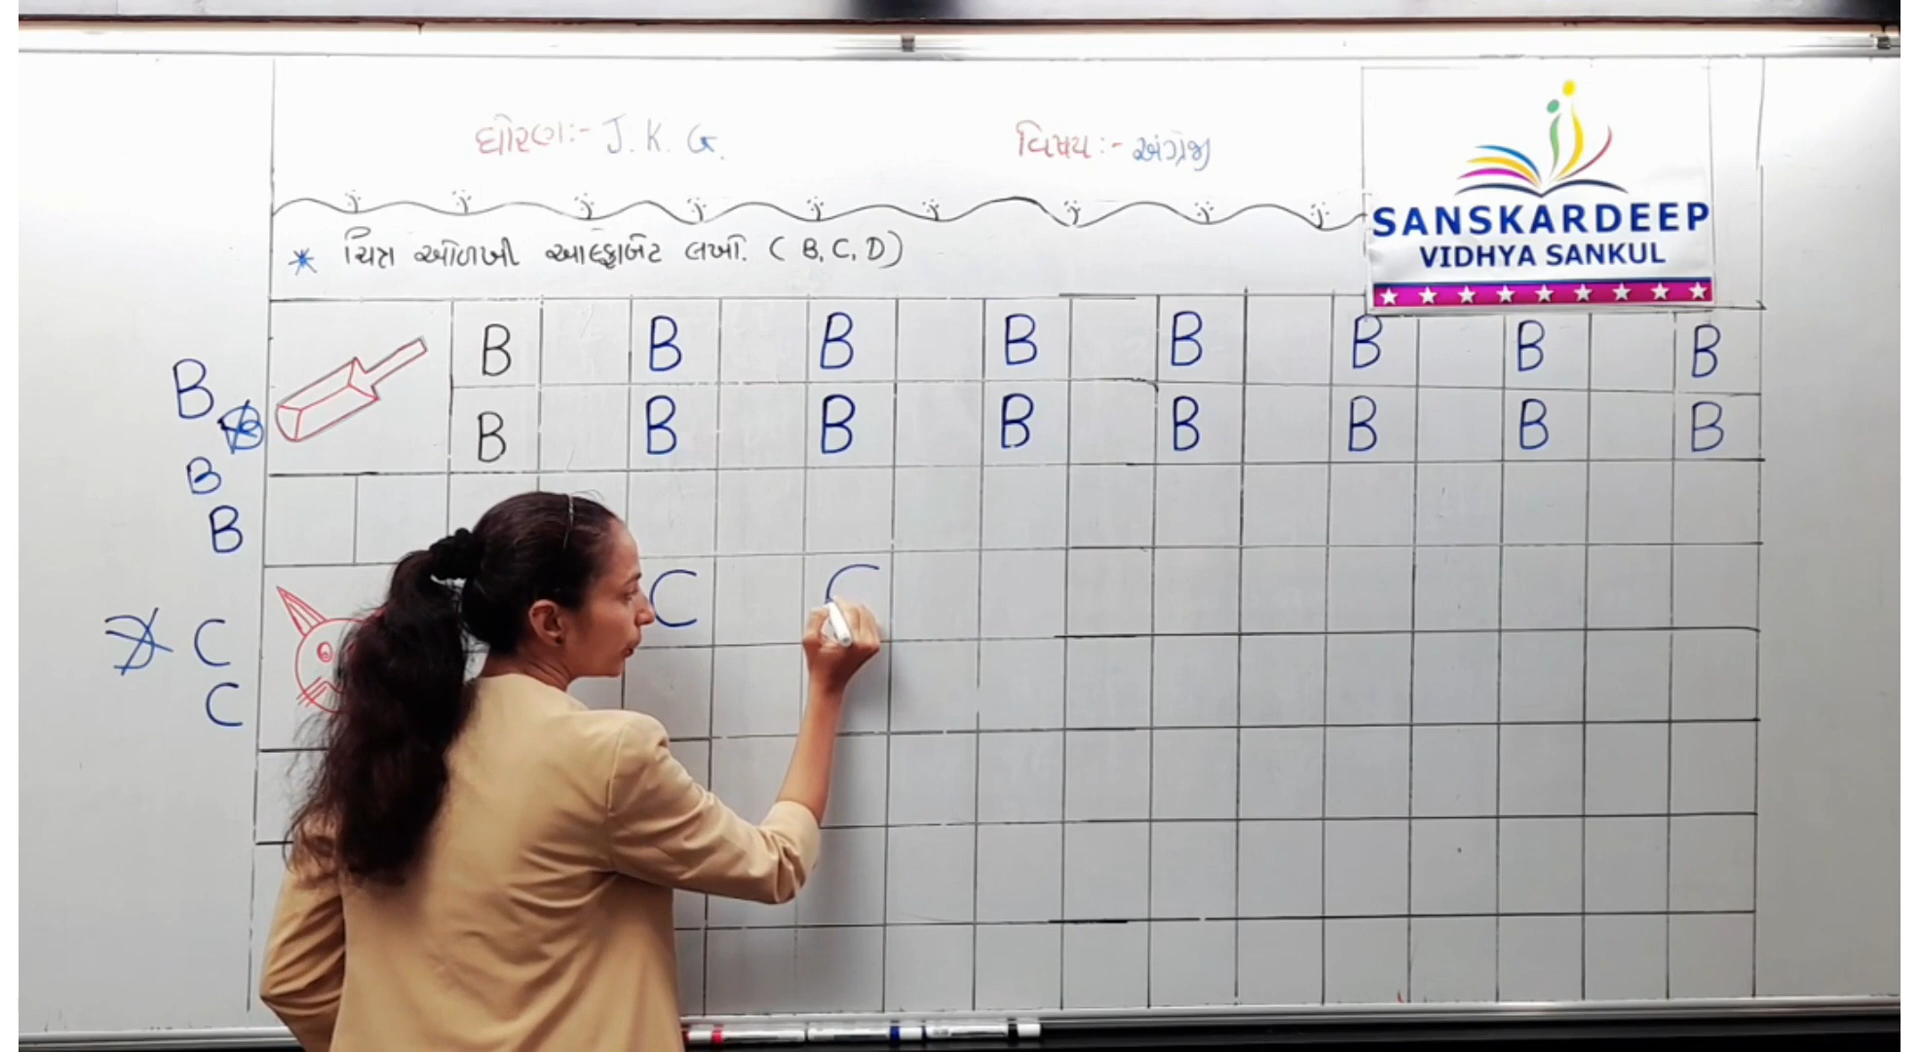 ધોરણ:- J. K. G.
વિષય:- અંગ્રેજી
SANSKARDEEP
VIDHYA SANKUL
* ચિત્ર ઓળખી આલ્ફાબેટ લખો. ( B, C, D )
B B B B B B B B
B
B B B B B B B B
B
B
C C
C
C